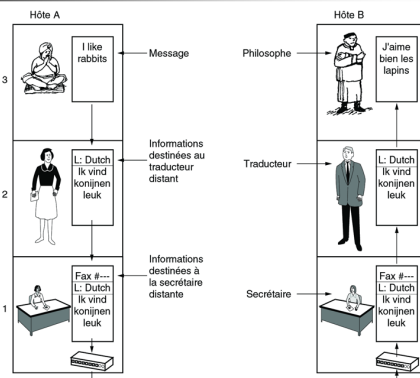 Hôte A
Hôte B
3
I like
rabbits
Message
Philosophe
J'aime
bien les
lapins
2
L: Dutch
Ik vind
konijnen
leuk
Informations
destinées au
traducteur
distant
Traducteur
L: Dutch
Ik vind
konijnen
leuk
1
Fax #---
L: Dutch
Ik vind
konijnen
leuk
Informations
destinées à
la secrétaire
distante
Secrétaire
Fax #---
L: Dutch
Ik vind
konijnen
leuk